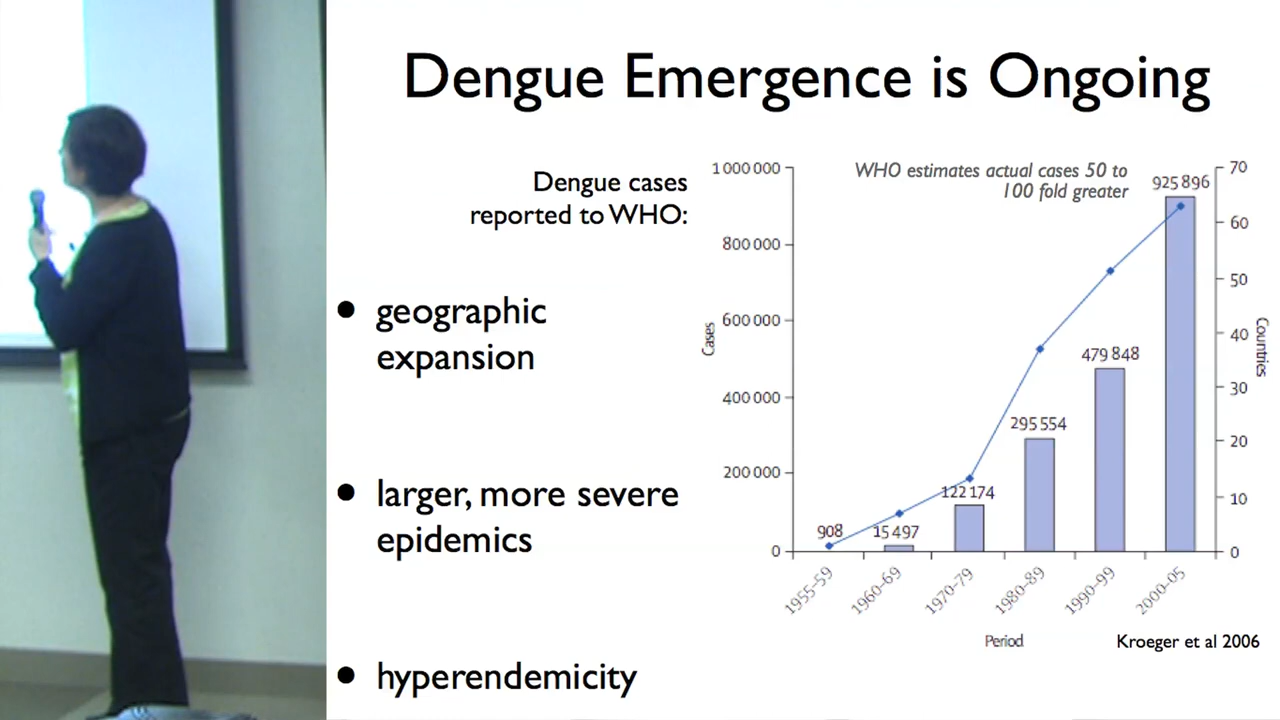 Dengue Emergence is Ongoing
Dengue cases
reported to WHO:
• geographic
expansion
• larger, more severe
epidemics
• hyperendemicity
WHO estimates actual cases 50 to
100 fold greater
1 000 000
800 000
600 000
400 000
200 000
0
Cases
908
15 497
122 174
295 554
479 848
925 896
70
60
50
40
30
20
10
0
Countries
1955–59
1960–69
1970–79
1980–89
1990–99
2000–05
Period
Kroeger et al 2006